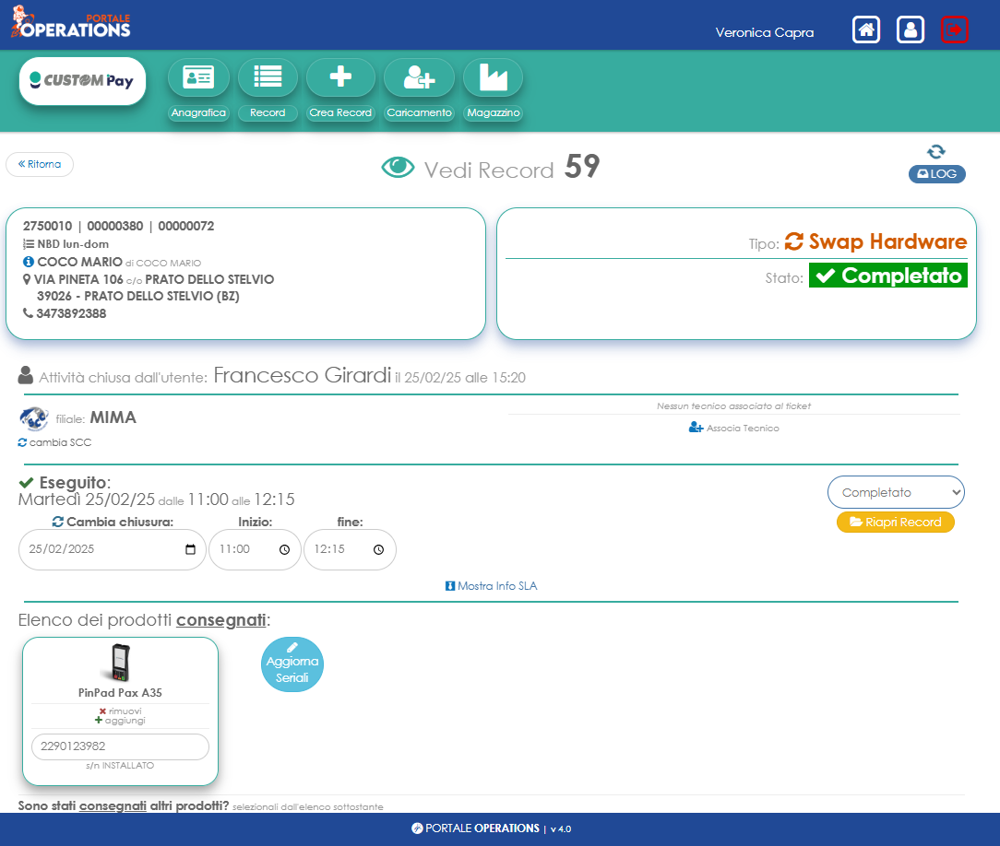 PORTALE
OPERATIONS
Veronica Capra
CUSTOM Pay
Anagrafica
Record
Crea Record
Caricamento
Magazzino
« Ritorna
Vedi Record 59
LOG
2750010 | 00000380 | 00000072
NBD lun-dom
COCO MARIO di COCO MARIO
VIA PINETA 106 c/o PRATO DELLO STELVIO
39026 - PRATO DELLO STELVIO (BZ)
3473892388
Tipo: Swap Hardware
Stato: Completato
Attività chiusa dall'utente: Francesco Girardi il 25/02/25 alle 15:20
filiale: MIMA
cambia SCC
Nessun tecnico associato al ticket
Associa Tecnico
Eseguito:
Martedì 25/02/25 dalle 11:00 alle 12:15
Cambia chiusura:
Inizio:
fine:
25/02/2025
11:00
12:15
Completato
Riapri Record
Mostra Info SLA
Elenco dei prodotti consegnati:
PinPad Pax A35
rimuovi
aggiungi
2290123982
s/n INSTALLATO
Aggiorna
Seriali
Sono stati consegnati altri prodotti? selezionali dall'elenco sottostante
PORTALE OPERATIONS | v 4.0